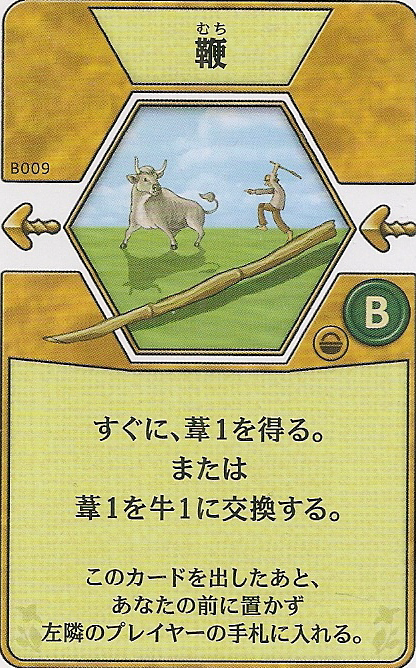 むち
鞭
B009
B
すぐに、葦1を得る。
または
葦1を牛1に交換する。
このカードを出したあと、
あなたの前に置かず
左隣のプレイヤーの手札に入れる。